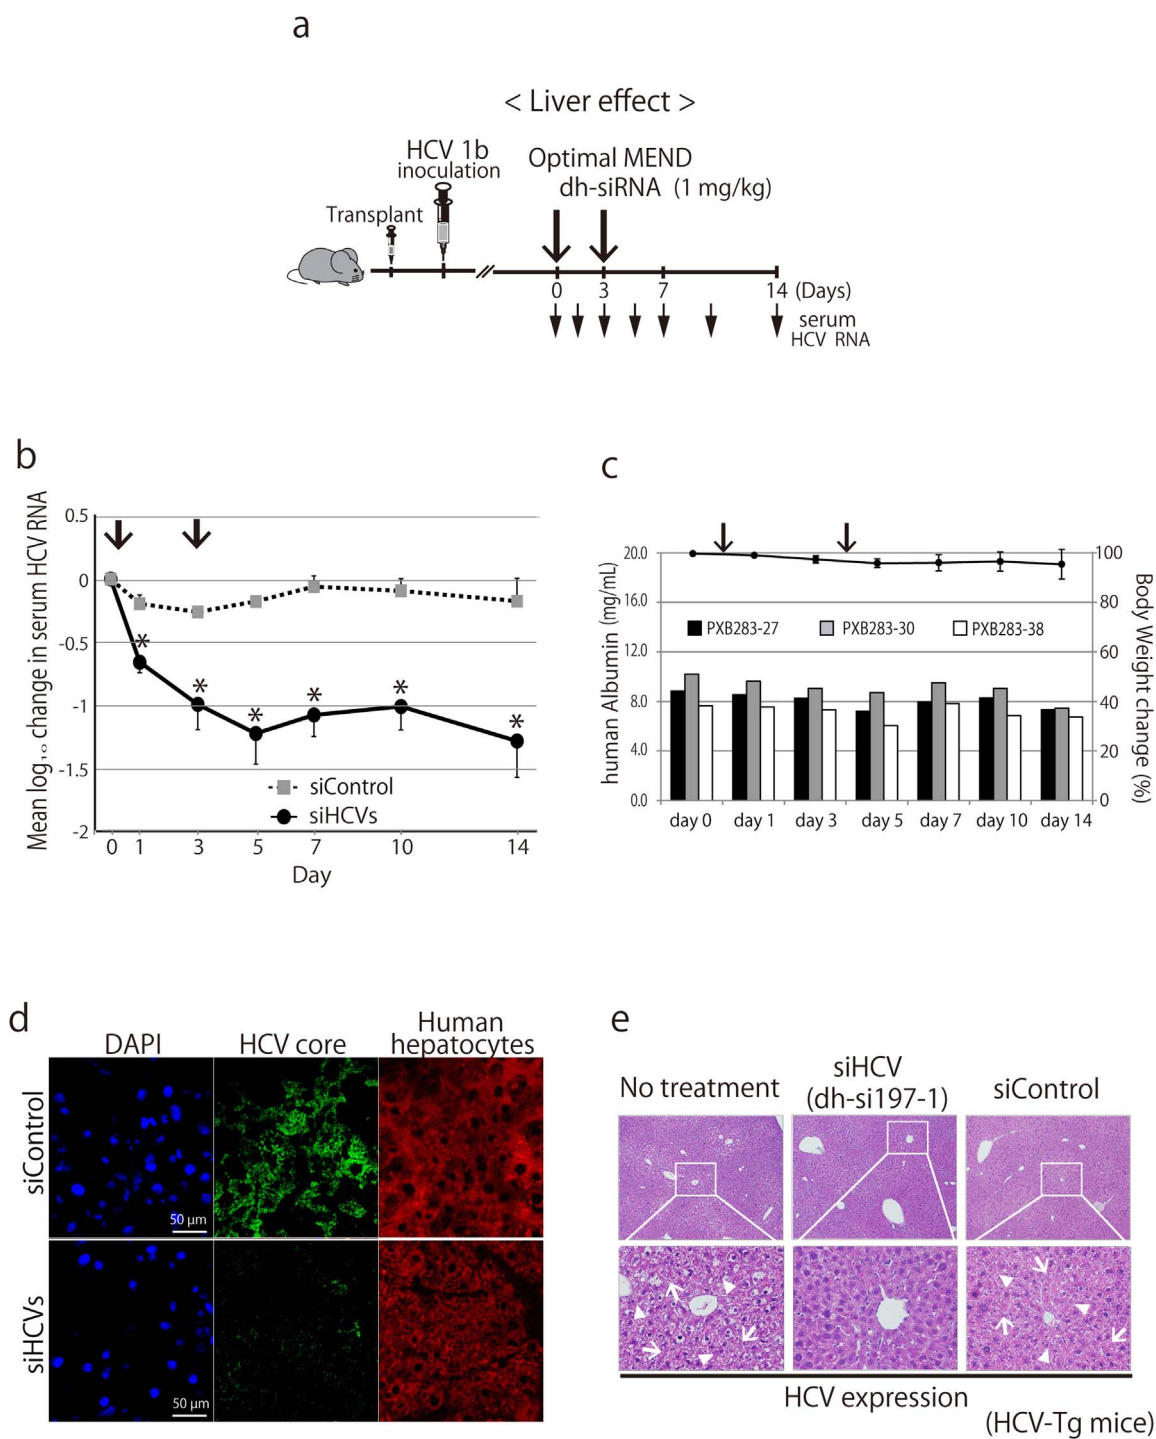 a
< Liver effect >
HCV 1b
inoculation
Optimal MEND
dh-siRNA (1 mg/kg)
Transplant
0 3 7 14 (Days)
serum
HCV RNA
b
Mean log₁₀ change in serum HCV RNA
0.5
0
-0.5
-1
-1.5
-2
*
*
*
*
*
*
siControl
siHCVs
0 1 3 5 7 10 14
Day
c
human Albumin (mg/mL)
20.0
16.0
12.0
8.0
4.0
0.0
PXB283-27 PXB283-30 PXB283-38
100
80
60
40
20
0
Body Weight change (%)
day 0 day 1 day 3 day 5 day 7 day 10 day 14
d
DAPI HCV core Human
hepatocytes
siControl
50 μm
siHCVs
50 μm
e
No treatment
siHCV
(dh-si197-1)
siControl
HCV expression
(HCV-Tg mice)